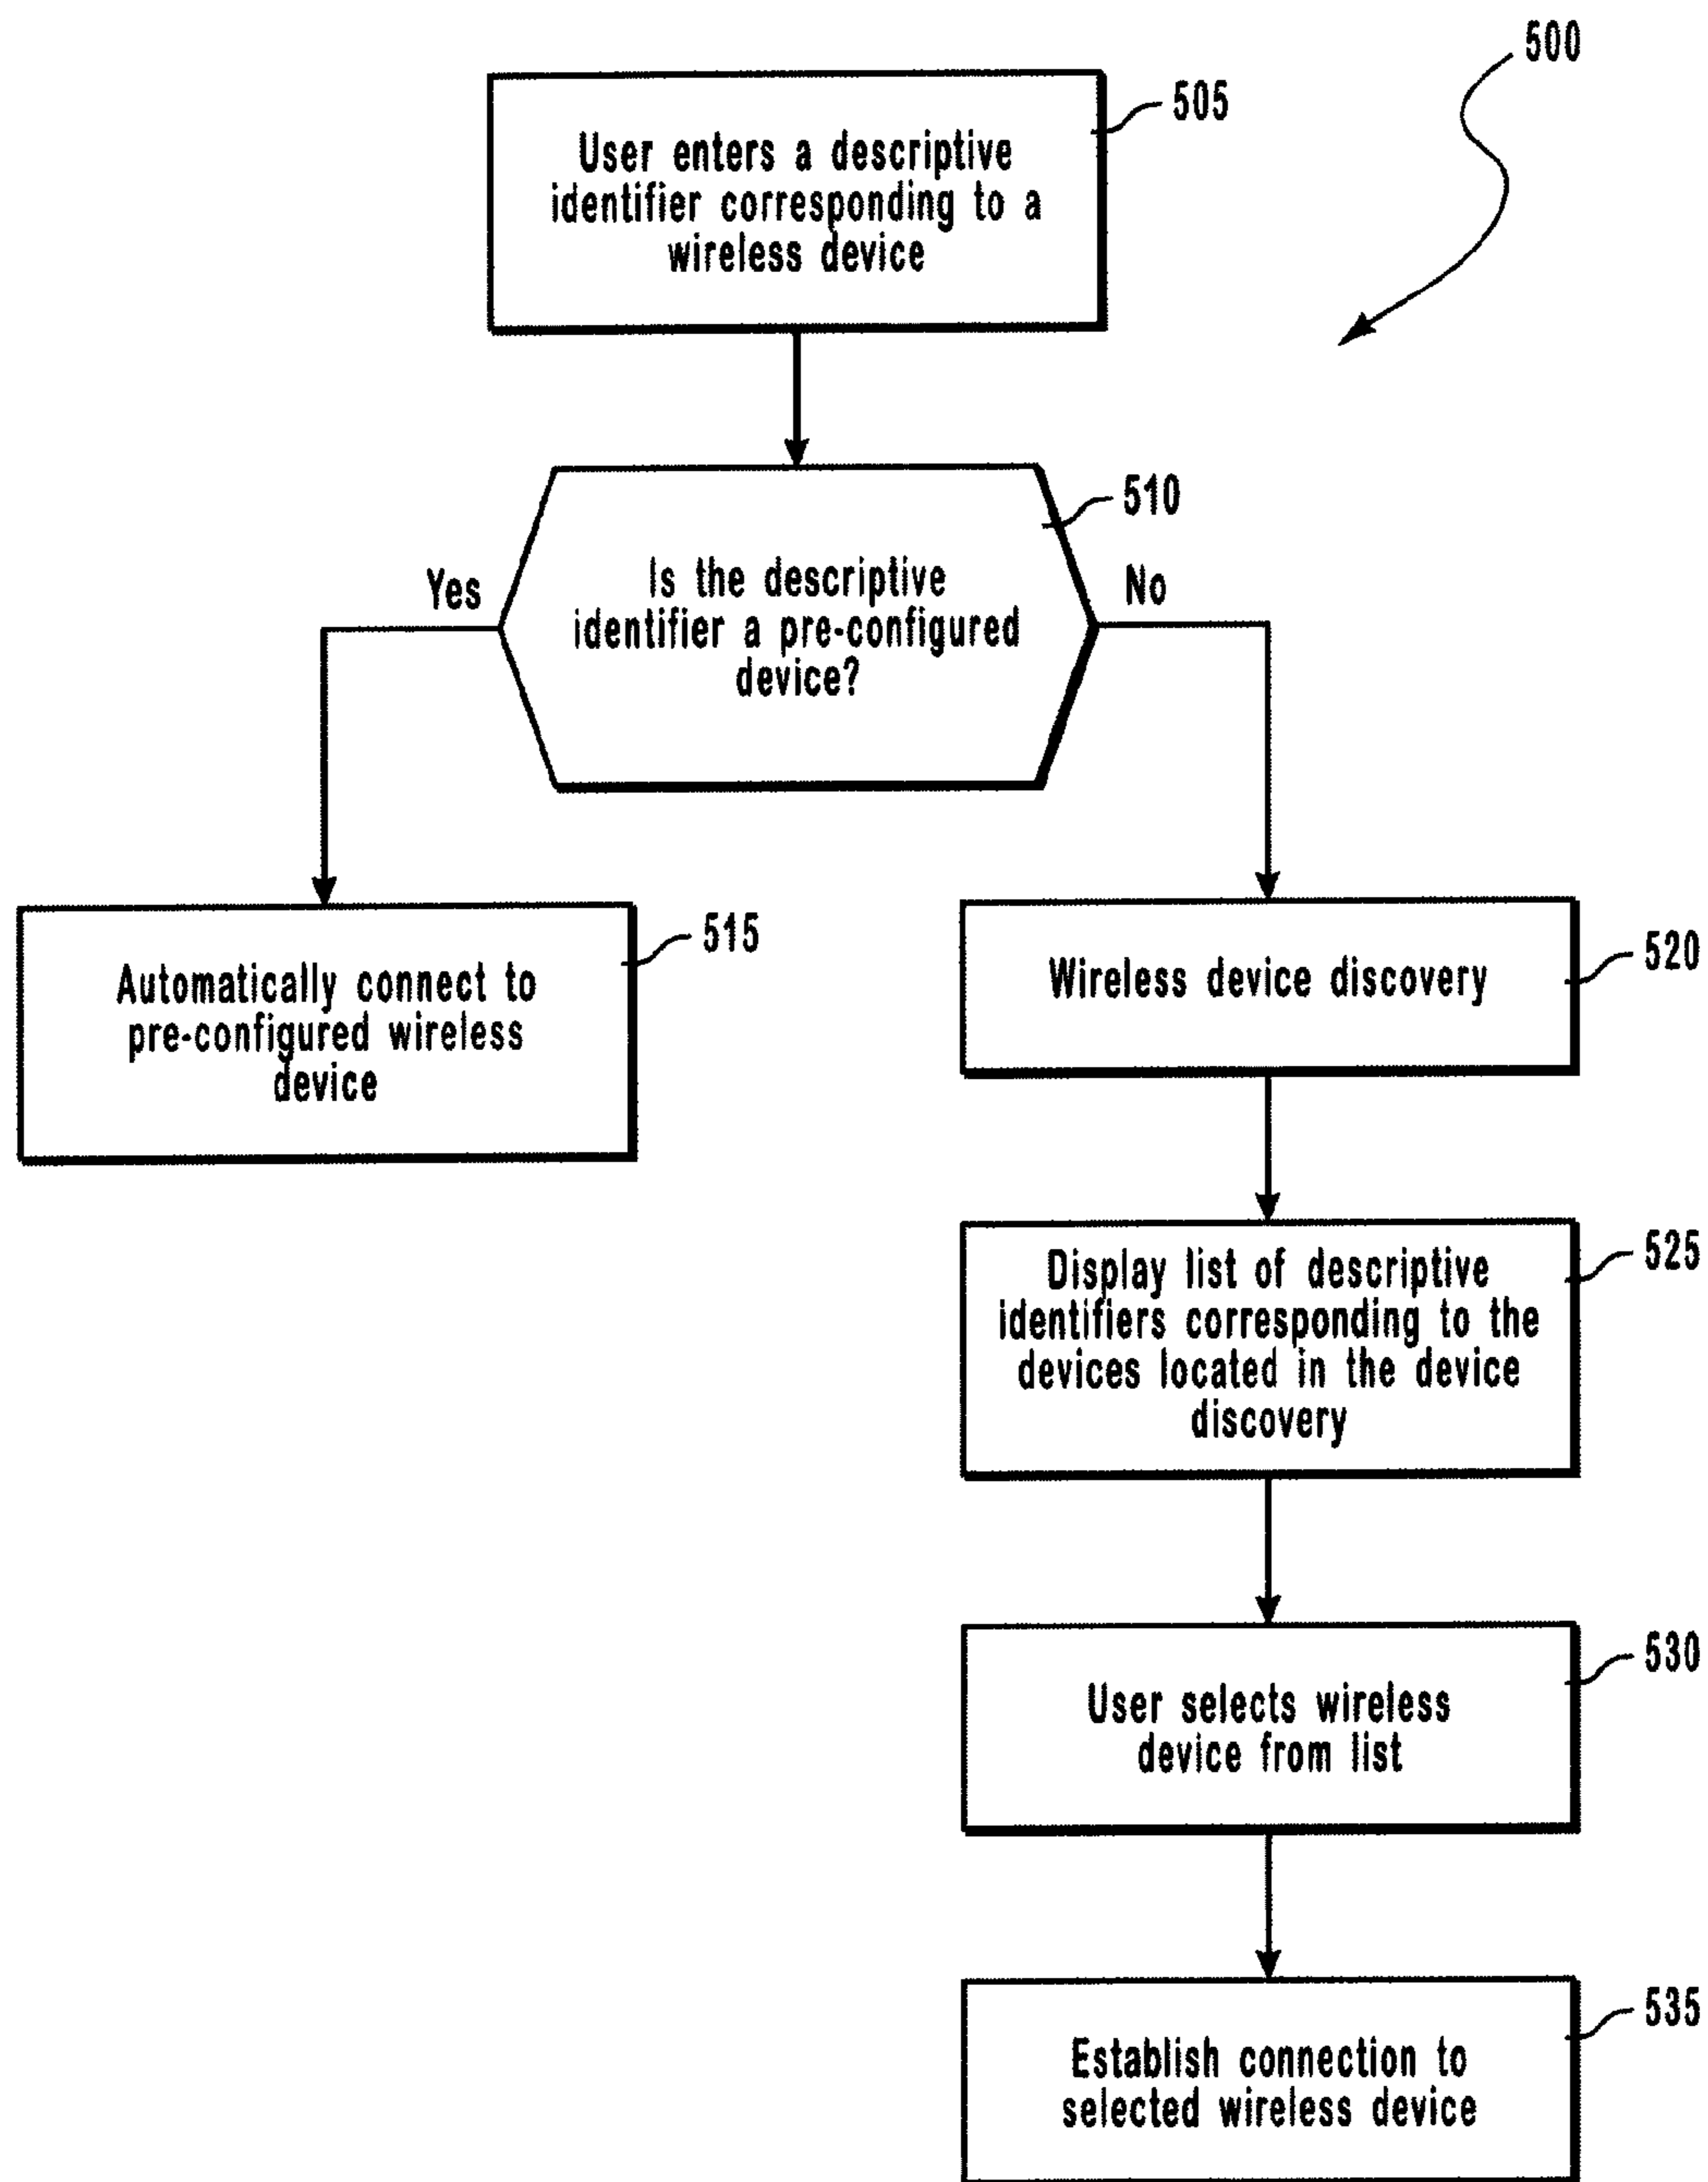 500
505
User enters a descriptive
identifier corresponding to a
wireless device
510
Yes
Is the descriptive
identifier a pre-configured
device?
No
515
Automatically connect to
pre-configured wireless
device
520
Wireless device discovery
525
Display list of descriptive
identifiers corresponding to the
devices located in the device
discovery
530
User selects wireless
device from list
535
Establish connection to
selected wireless device